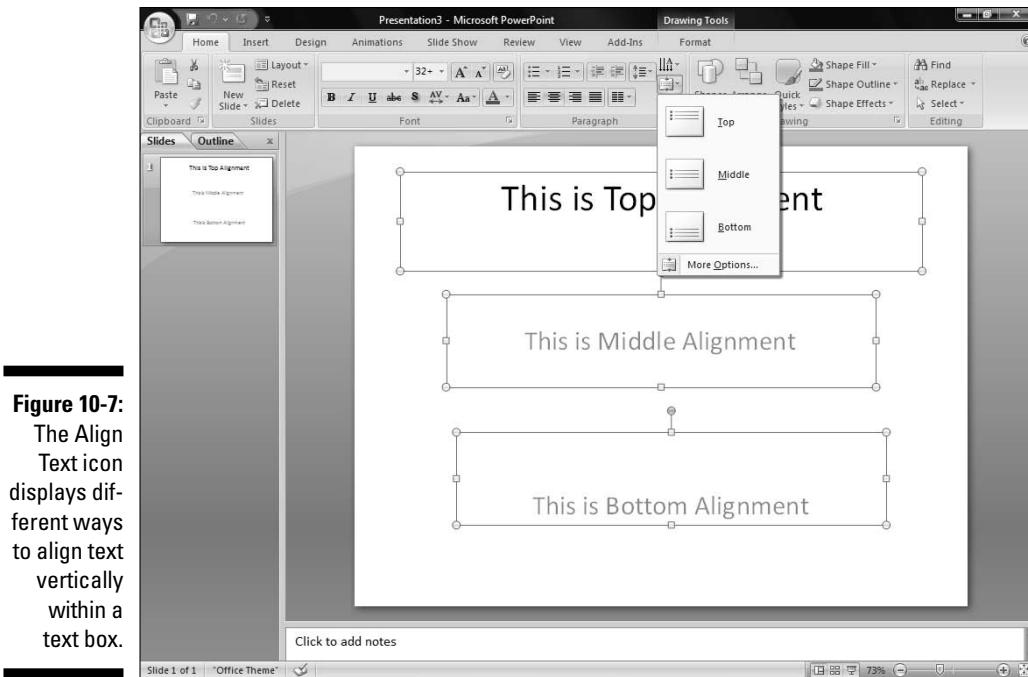 Presentation3 - Microsoft PowerPoint
Drawing Tools
Home Insert Design Animations Slide Show Review View Add-Ins Format
Paste
Clipboard
New
Slide
Layout
Reset
Delete
Slides
32+
A A
B I U abe S AV Aa A
Font
Paragraph
Quick
Shape Fill
Shape Outline
Shape Effects
Find
Replace
Select
Editing
Slides Outline x
1
This is Top Alignment
This is Middle Alignment
This is Bottom Alignment
Top
Middle
Bottom
More Options...
This is Top
This is Middle Alignment
This is Bottom Alignment
Click to add notes
Slide 1 of 1 "Office Theme" 73%
Figure 10-7:
The Align
Text icon
displays dif-
ferent ways
to align text
vertically
within a
text box.